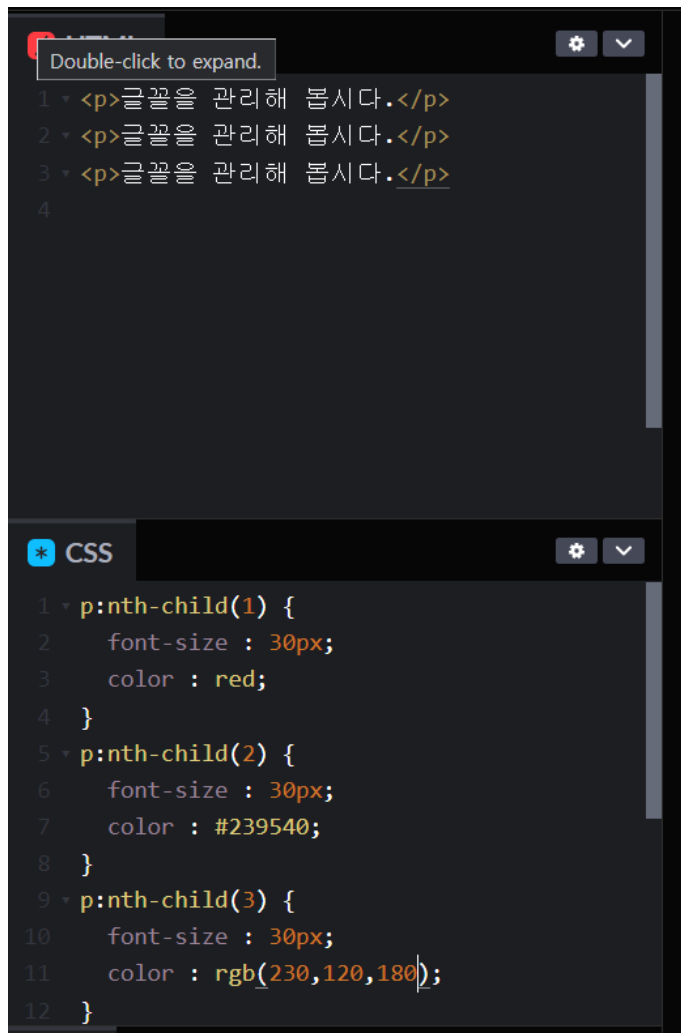 Double-click to expand.
1 <p>글꼴을 관리해 봅시다.</p>
2 <p>글꼴을 관리해 봅시다.</p>
3 <p>글꼴을 관리해 봅시다.</p>
4
CSS
1 p:nth-child(1) {
2 font-size : 30px;
3 color : red;
4 }
5 p:nth-child(2) {
6 font-size : 30px;
7 color : #239540;
8 }
9 p:nth-child(3) {
10 font-size : 30px;
11 color : rgb(230,120,180);
12 }